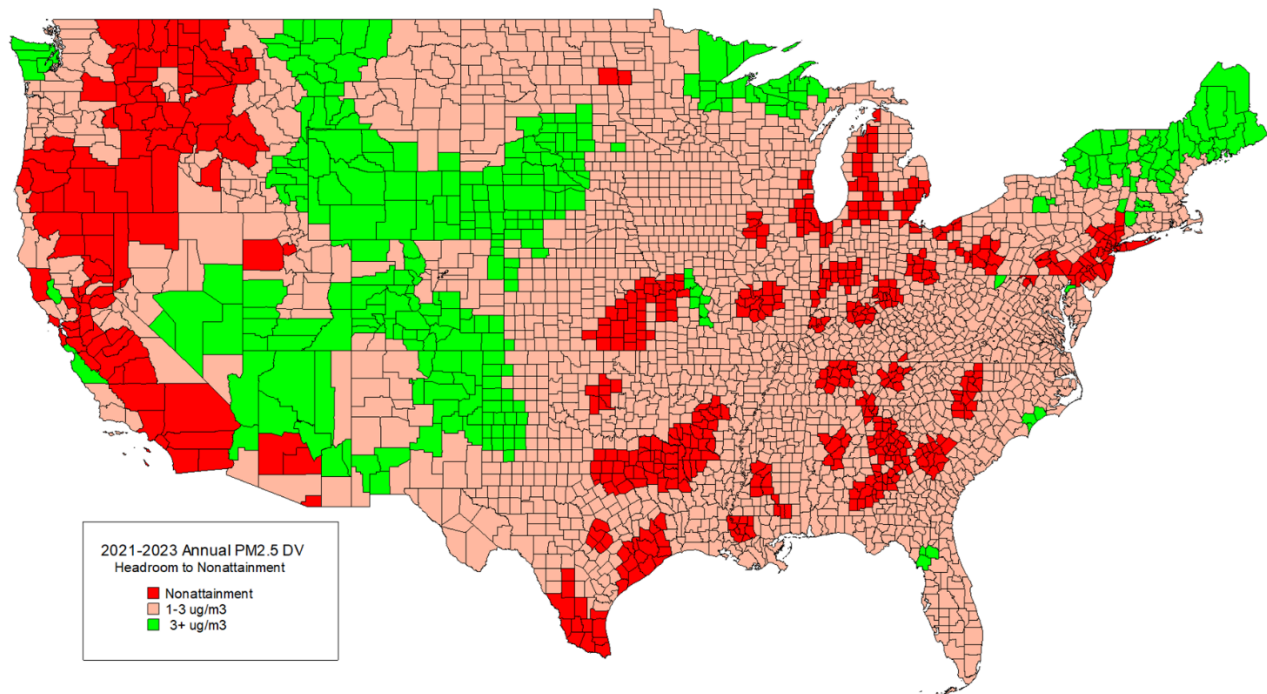 2021-2023 Annual PM2.5 DV
Headroom to Nonattainment
Nonattainment
1-3 ug/m3
3+ ug/m3